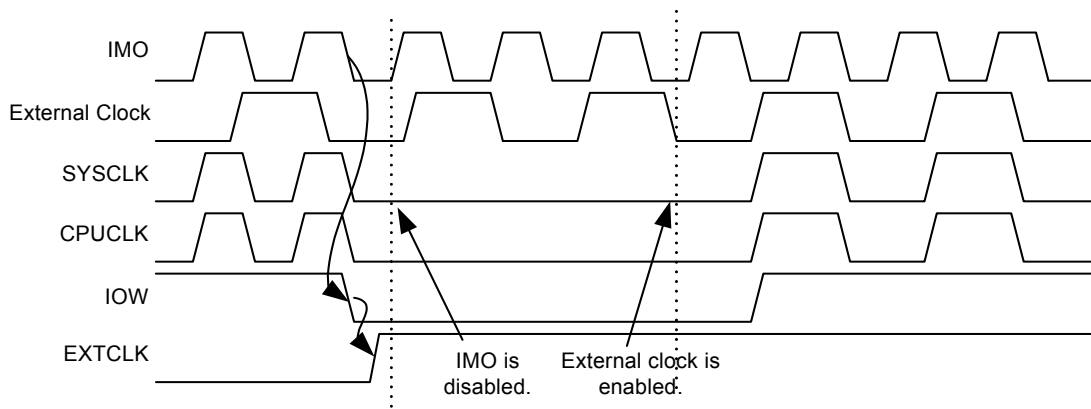 IMO
External Clock
SYSCLK
CPUCLK
IOW
EXTCLK
IMO is
disabled.
External clock is
enabled.